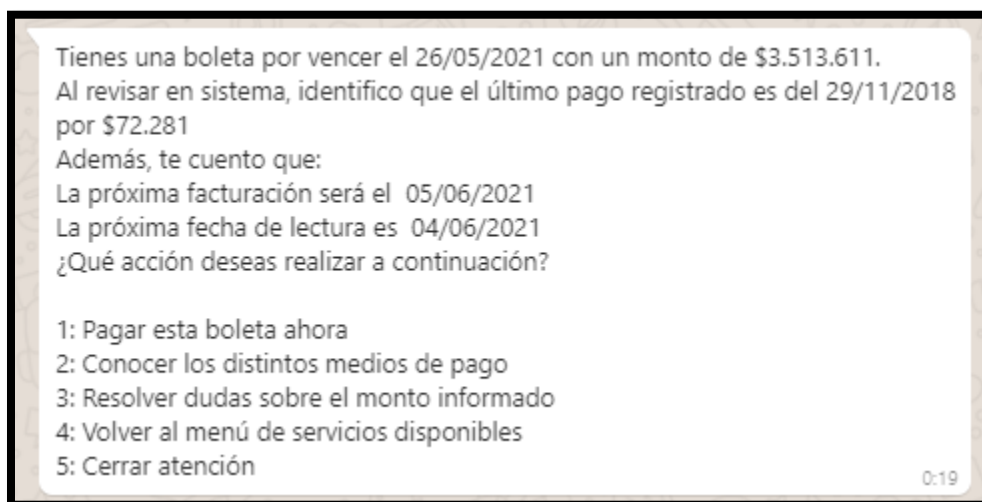 Tienes una boleta por vencer el 26/05/2021 con un monto de $3.513.611.
Al revisar en sistema, identifico que el último pago registrado es del 29/11/2018
por $72.281
Además, te cuento que:
La próxima facturación será el  05/06/2021
La próxima fecha de lectura es  04/06/2021
¿Qué acción deseas realizar a continuación?

1: Pagar esta boleta ahora
2: Conocer los distintos medios de pago
3: Resolver dudas sobre el monto informado
4: Volver al menú de servicios disponibles
5: Cerrar atención
0:19